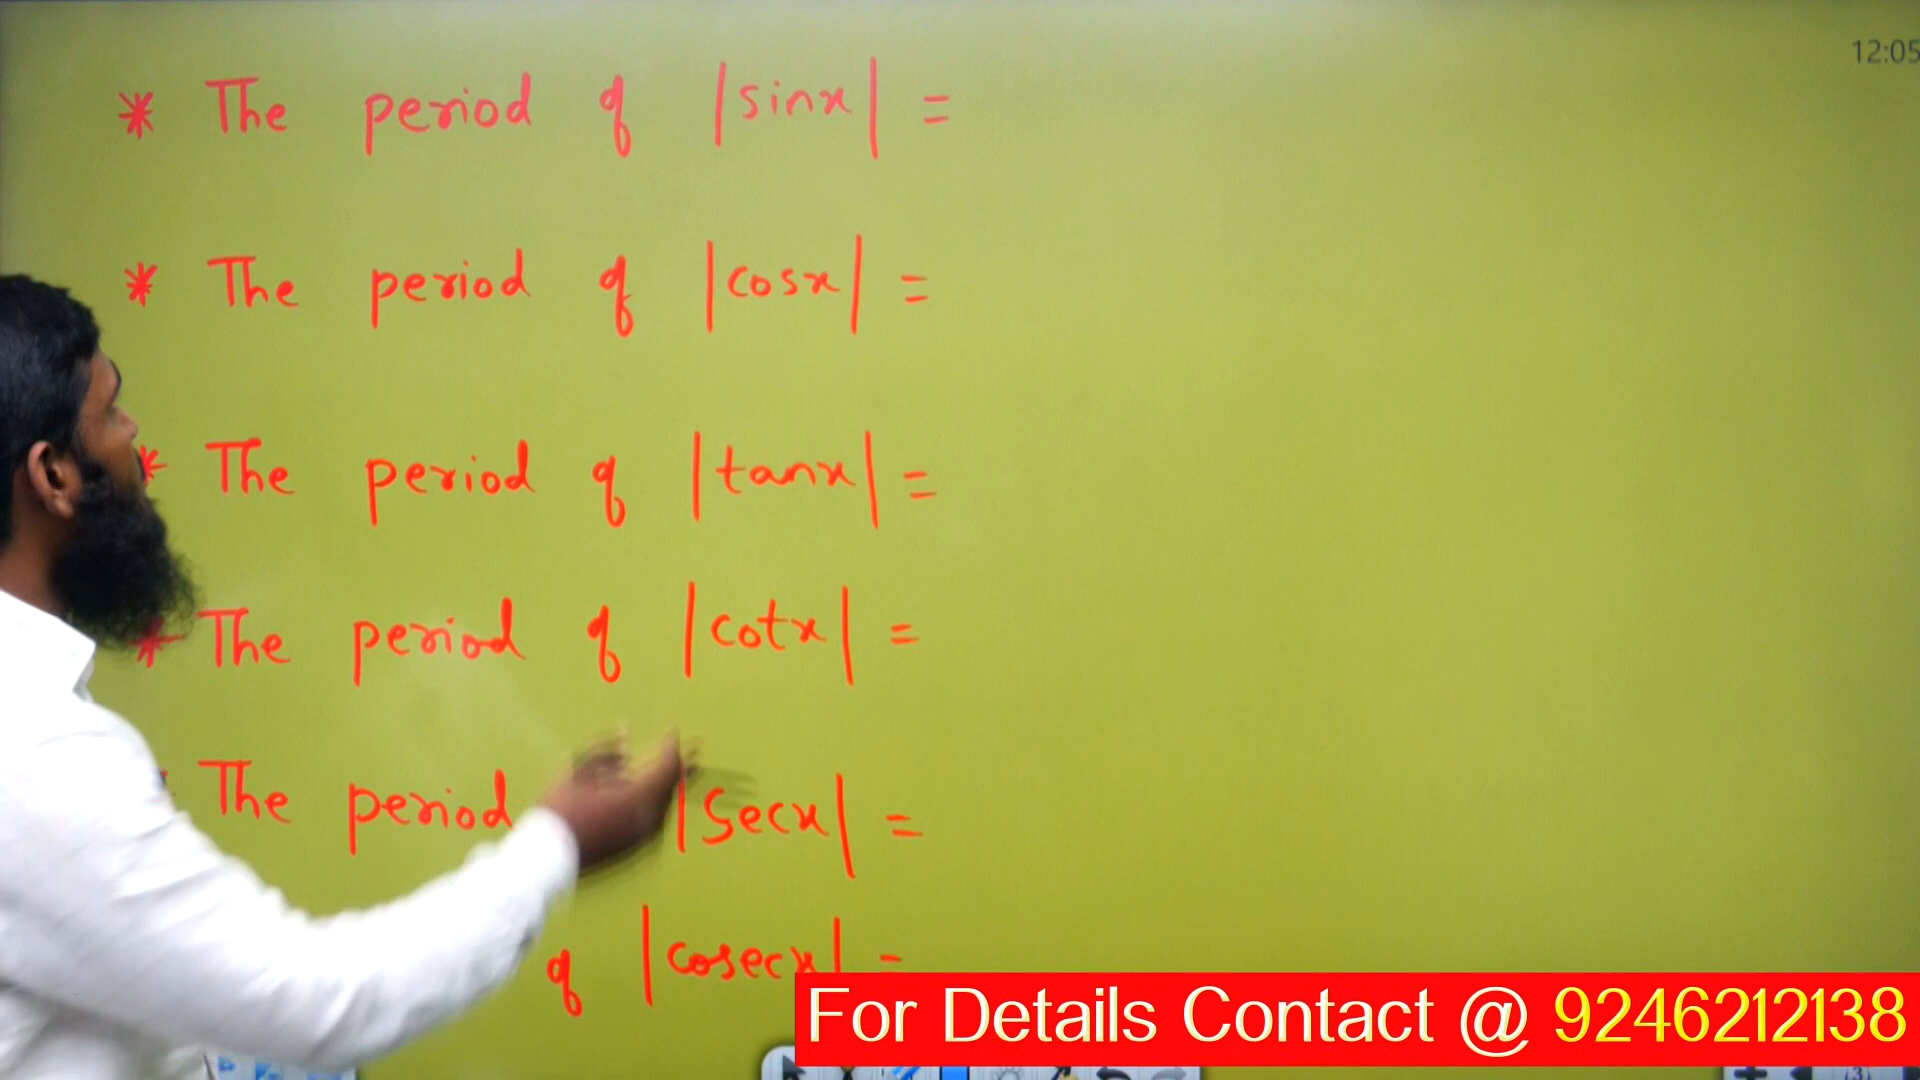 12:05
* The period of |sinx| =
* The period of |cosx| =
* The period of |tanx| =
* The period of |cotx| =
The period |secx| =
of |cosecx| =
For Details Contact @ 9246212138
(3)